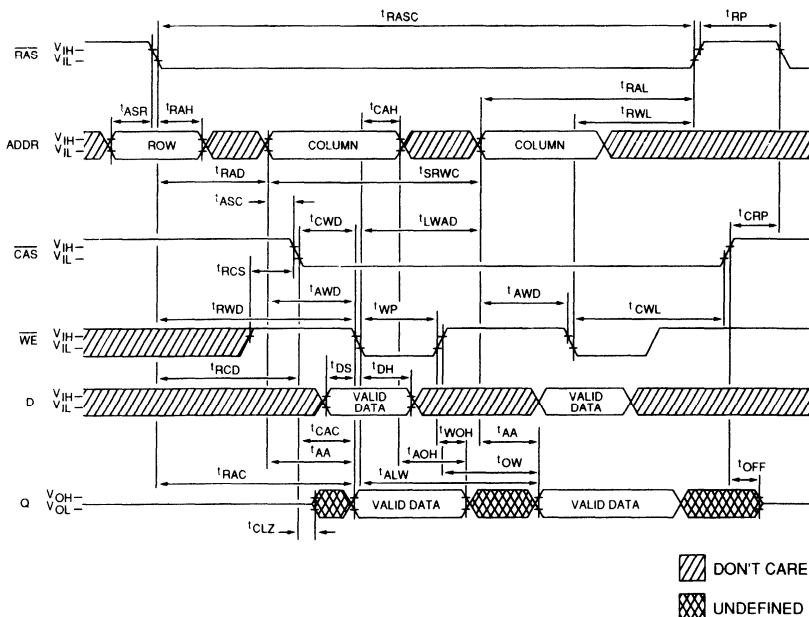 tRASC
tRP
RAS
VIH
VIL
tRAL
tASR
tRAH
tCAH
tRWL
ADDR
VIH
VIL
ROW
COLUMN
COLUMN
tRAD
tSRWC
tASC
tCWD
tLWAD
tCRP
CAS
VIH
VIL
tRCS
tAWD
tWP
tAWD
tCWL
tRWD
WE
VIH
VIL
tRCD
tDS
tDH
D
VIH
VIL
VALID DATA
VALID DATA
tCAC
tWOH
tAA
tAA
tAOH
tOW
tRAC
tALW
tOFF
Q
VOH
VOL
VALID DATA
VALID DATA
tCLZ
DON'T CARE
UNDEFINED